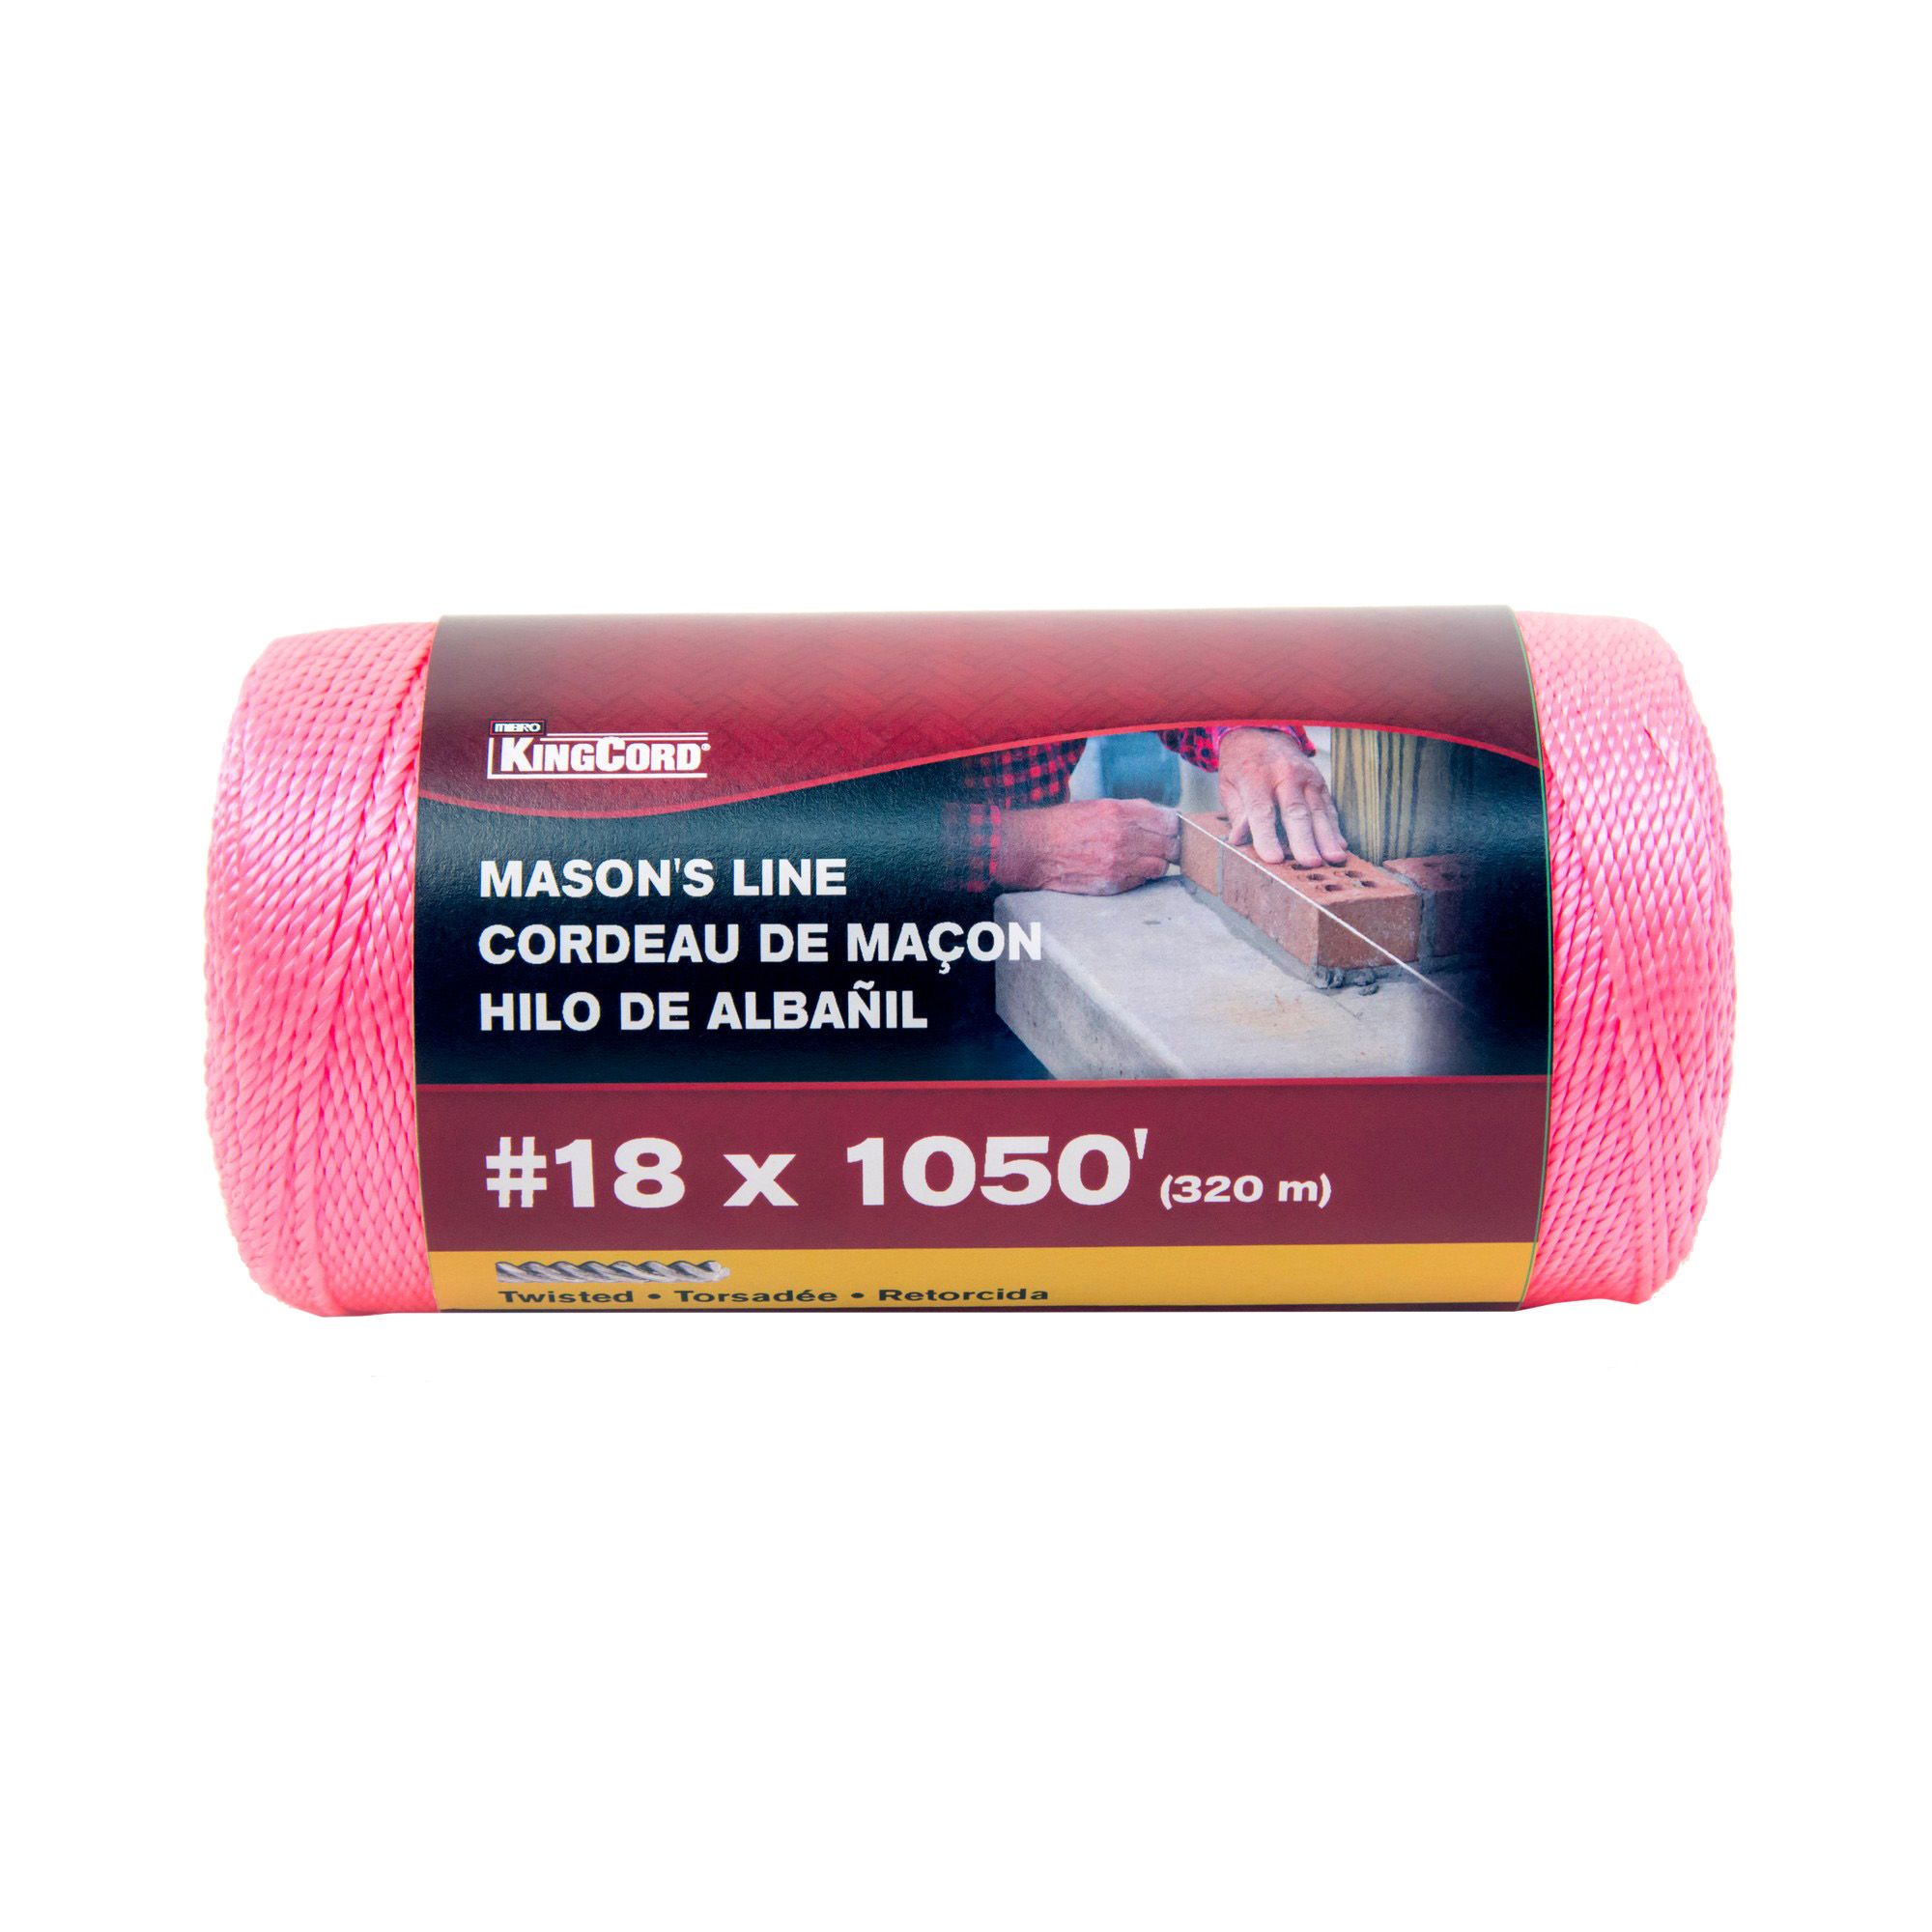 MIBRO
KINGCORD®
MASON'S LINE
CORDEAU DE MAÇON
HILO DE ALBAÑIL
#18 x 1050' (320 m)
Twisted • Torsadée • Retorcida